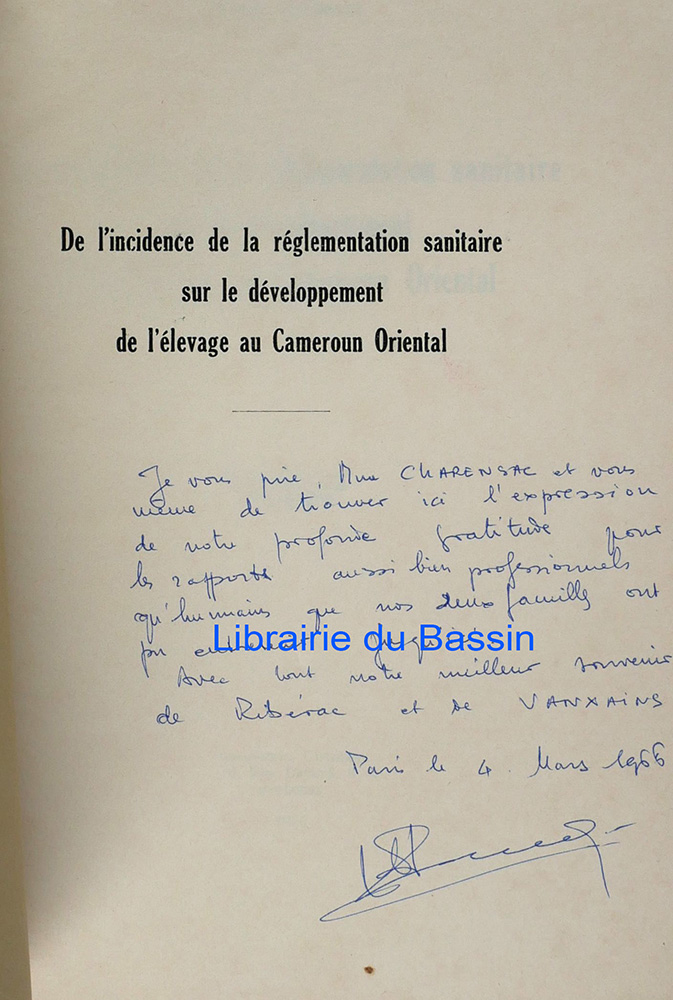 De l'incidence de la réglementation sanitaire
sur le développement
de l'élevage au Cameroun Oriental
Je vous prie, Mme CHARENSAC et vous
même de trouver ici l'expression
de notre profonde gratitude pour
les rapports aussi bien professionnels
qu'humains que nos deux familles ont
pu
Librairie du Bassin
Avec tout notre meilleur souvenir
de Ribérac et de VANXAINS
Paris le 4 Mars 1966